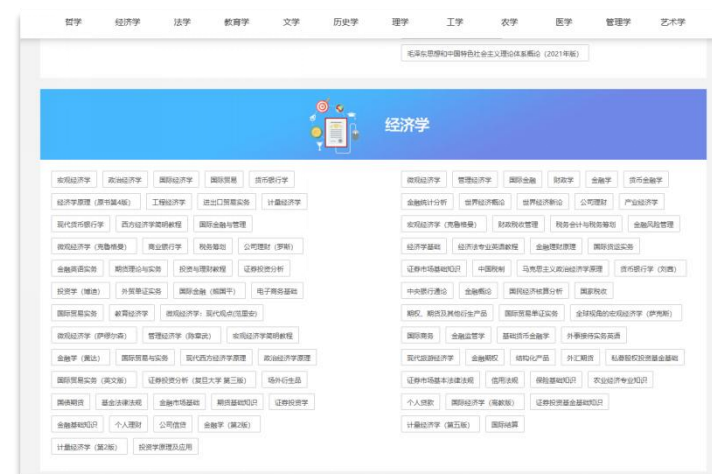 哲学 经济学 法学 教育学 文学 历史学 理学 工学 农学 医学 管理学 艺术学
毛泽东思想和中国特色社会主义理论体系概论（2021年版）
经济学
宏观经济学 政治经济学 国际经济学 国际贸易 货币银行学
经济学原理（原书第4版） 工程经济学 进出口贸易实务 计量经济学
现代货币银行学 西方经济学简明教程 国际金融与管理
微观经济学（克鲁格曼） 商业银行学 税务筹划 公司理财（罗斯）
金融英语实务 期货理论与实务 投资与理财教程 证券投资分析
投资学（博迪） 外贸单证实务 国际金融（杨国平） 电子商务基础
国际贸易实务 教育经济学 微观经济学：现代观点(范里安)
微观经济学（萨缪尔森） 管理经济学（陈章武） 宏观经济学简明教程
金融学（黄达） 国际贸易与实务 现代西方经济学原理 政治经济学原理
国际贸易实务（英文版） 证券投资分析（复旦大学 第三版） 场外衍生品
国债期货 基金法律法规 金融市场基础 期货基础知识 证券投资学
金融基础知识 个人理财 公司信贷 金融学（第2版）
计量经济学（第2版） 投资学原理及应用
微观经济学 管理经济学 国际金融 财政学 金融学 货币金融学
金融统计分析 世界经济概论 世界经济新论 公司理财 产业经济学
宏观经济学（克鲁格曼） 财政税收管理 税务会计与税务筹划 金融风险管理
经济学基础 经济法专业英语教程 金融理财原理 国际货运实务
证券市场基础知识 中国税制 马克思主义政治经济学原理 货币银行学（刘茜）
中央银行通论 金融概论 国民经济核算分析 国家税收
期权、期货及其他衍生产品 国际贸易单证实务 全球视角的宏观经济学（萨克斯）
国际商务 金融监管学 基础货币金融学 外事接待实务英语
现代旅游经济学 金融期权 结构化产品 外汇期货 私募股权投资基金基础
证券市场基本法律法规 信用法规 保险基础知识 农业经济专业知识
个人贷款 国际经济学（高教版） 证券投资基金基础知识
计量经济学（第五版） 国际结算